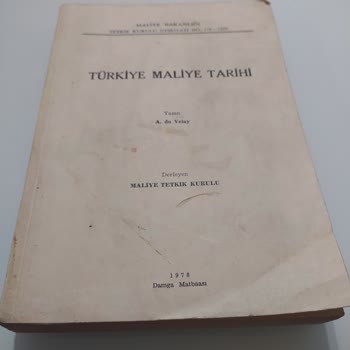 MALİYE BAKANLIĞI
TETKİK KURULU
TÜRKİYE MALİYE TARİHİ
Yazan
A. du Velay
Derleyen
MALİYE TETKİK KURULU
1978
Damga Matbaası